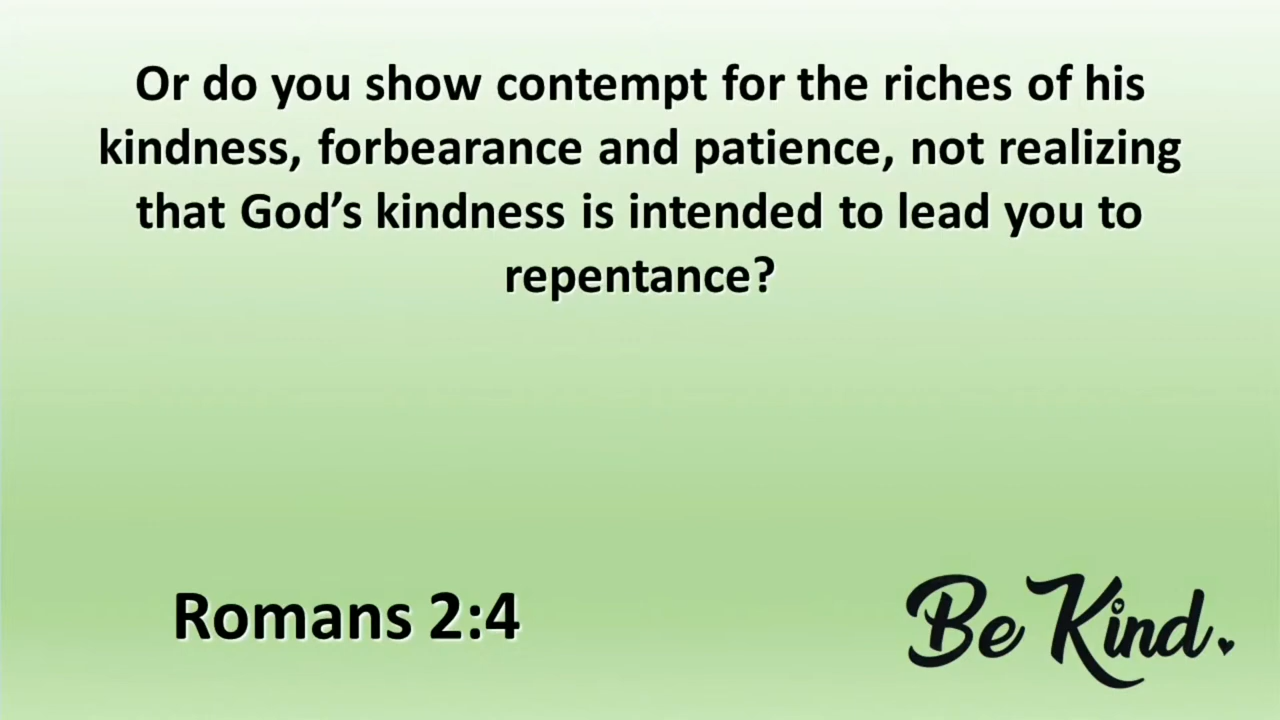 Or do you show contempt for the riches of his
kindness, forbearance and patience, not realizing
that God’s kindness is intended to lead you to
repentance?
Romans 2:4
Be Kind.